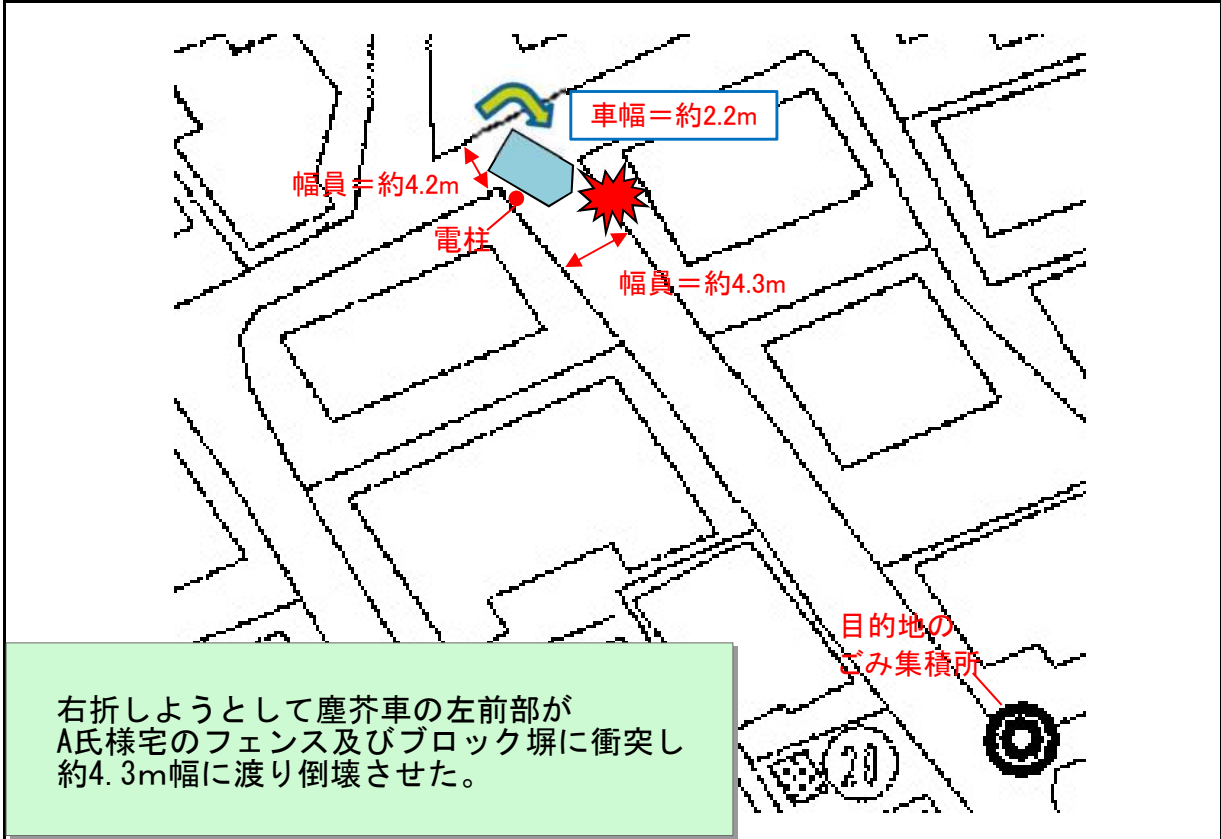 車幅＝約2.2m
幅員＝約4.2m
電柱
幅員＝約4.3m
目的地の
ごみ集積所
20
右折しようとして塵芥車の左前部が
A氏様宅のフェンス及びブロック塀に衝突し
約4.3ｍ幅に渡り倒壊させた。